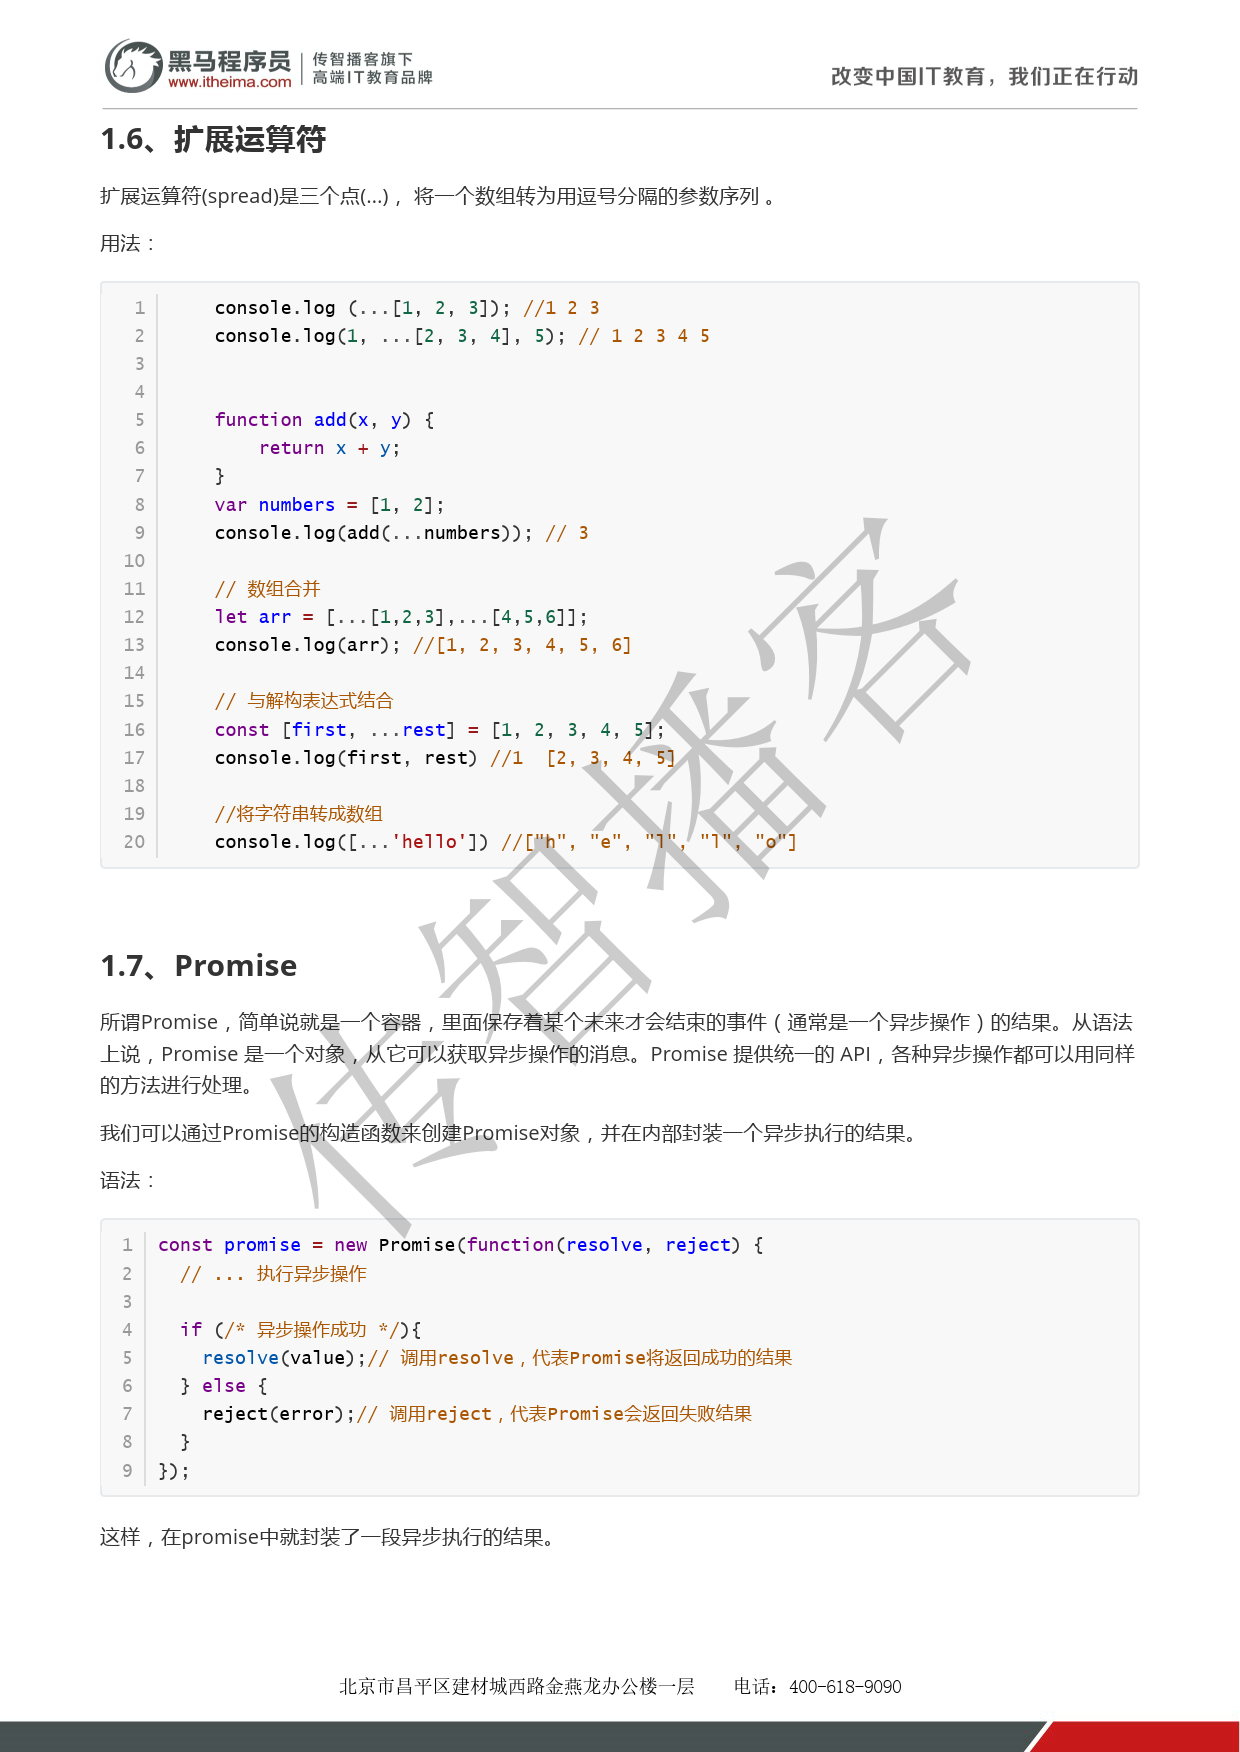 黑马程序员
www.itheima.com
传智播客旗下
高端IT教育品牌
改变中国IT教育，我们正在行动
1.6、扩展运算符
扩展运算符(spread)是三个点(...)， 将一个数组转为用逗号分隔的参数序列 。
用法：
1 console.log (...[1, 2, 3]); //1 2 3
2 console.log(1, ...[2, 3, 4], 5); // 1 2 3 4 5
3
4
5 function add(x, y) {
6 return x + y;
7 }
8 var numbers = [1, 2];
9 console.log(add(...numbers)); // 3
10
11 // 数组合并
12 let arr = [...[1,2,3],...[4,5,6]];
13 console.log(arr); //[1, 2, 3, 4, 5, 6]
14
15 // 与解构表达式结合
16 const [first, ...rest] = [1, 2, 3, 4, 5];
17 console.log(first, rest) //1  [2, 3, 4, 5]
18
19 //将字符串转成数组
20 console.log([...'hello']) //["h", "e", "l", "l", "o"]
1.7、Promise
所谓Promise，简单说就是一个容器，里面保存着某个未来才会结束的事件（通常是一个异步操作）的结果。从语法
上说，Promise 是一个对象，从它可以获取异步操作的消息。Promise 提供统一的 API，各种异步操作都可以用同样
的方法进行处理。
我们可以通过Promise的构造函数来创建Promise对象，并在内部封装一个异步执行的结果。
语法：
1 const promise = new Promise(function(resolve, reject) {
2 // ... 执行异步操作
3
4 if (/* 异步操作成功 */){
5 resolve(value);// 调用resolve，代表Promise将返回成功的结果
6 } else {
7 reject(error);// 调用reject，代表Promise会返回失败结果
8 }
9 });
这样，在promise中就封装了一段异步执行的结果。
传智播客
北京市昌平区建材城西路金燕龙办公楼一层 电话：400-618-9090